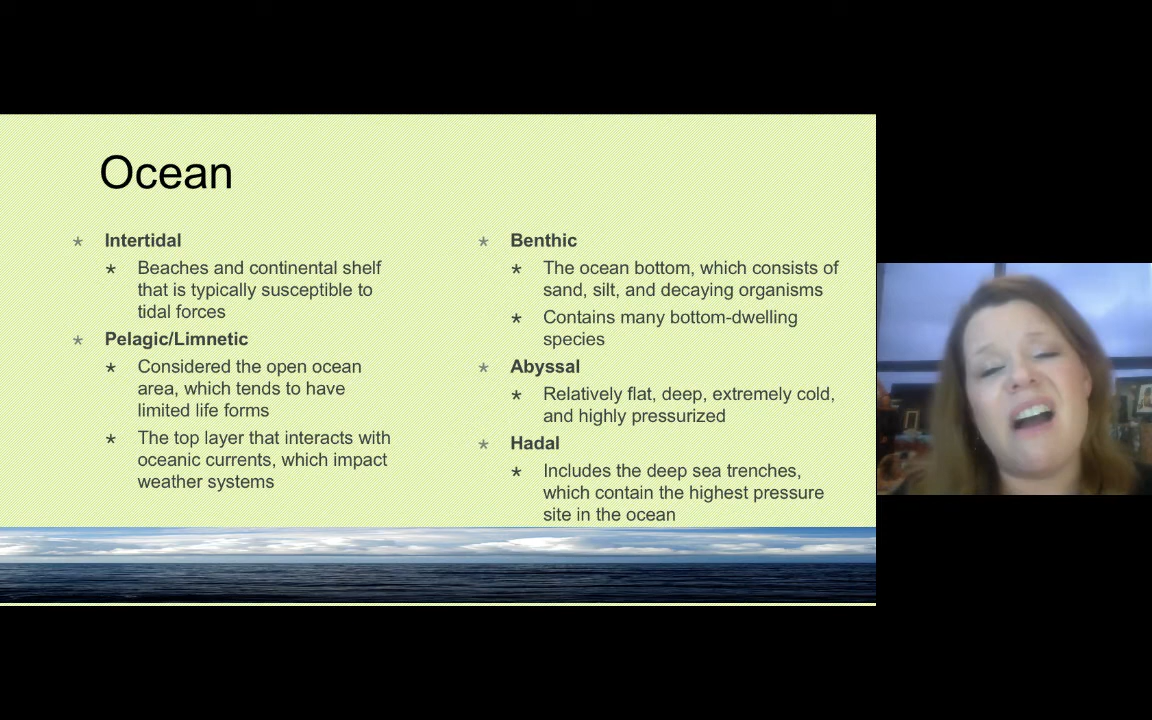 Ocean
* Intertidal
* Beaches and continental shelf
that is typically susceptible to
tidal forces
* Pelagic/Limnetic
* Considered the open ocean
area, which tends to have
limited life forms
* The top layer that interacts with
oceanic currents, which impact
weather systems
* Benthic
* The ocean bottom, which consists of
sand, silt, and decaying organisms
* Contains many bottom-dwelling
species
* Abyssal
* Relatively flat, deep, extremely cold,
and highly pressurized
* Hadal
* Includes the deep sea trenches,
which contain the highest pressure
site in the ocean